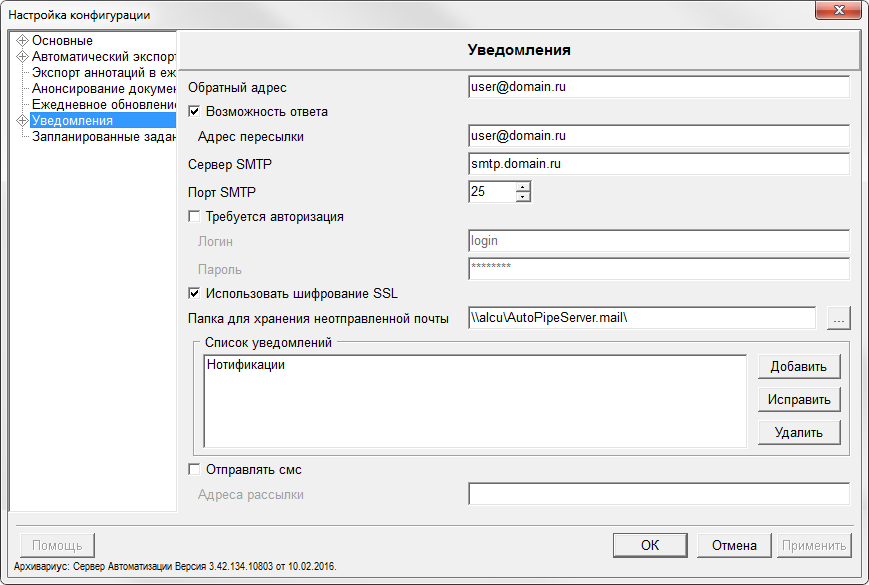 Настройка конфигурации
Основные
Автоматический экспорт
Экспорт аннотаций в еж
Анонсирование докумен
Ежедневное обновление
Уведомления
Запланированные задан
Уведомления
Обратный адрес
user@domain.ru
Возможность ответа
Адрес пересылки
user@domain.ru
Сервер SMTP
smtp.domain.ru
Порт SMTP
25
Требуется авторизация
Логин
login
Пароль
********
Использовать шифрование SSL
Папка для хранения неотправленной почты
\\alcu\AutoPipeServer.mail\
...
Список уведомлений
Нотификации
Добавить
Исправить
Удалить
Отправлять смс
Адреса рассылки
Помощь
OK
Отмена
Применить
Архивариус: Сервер Автоматизации Версия 3.42.134.10803 от 10.02.2016.